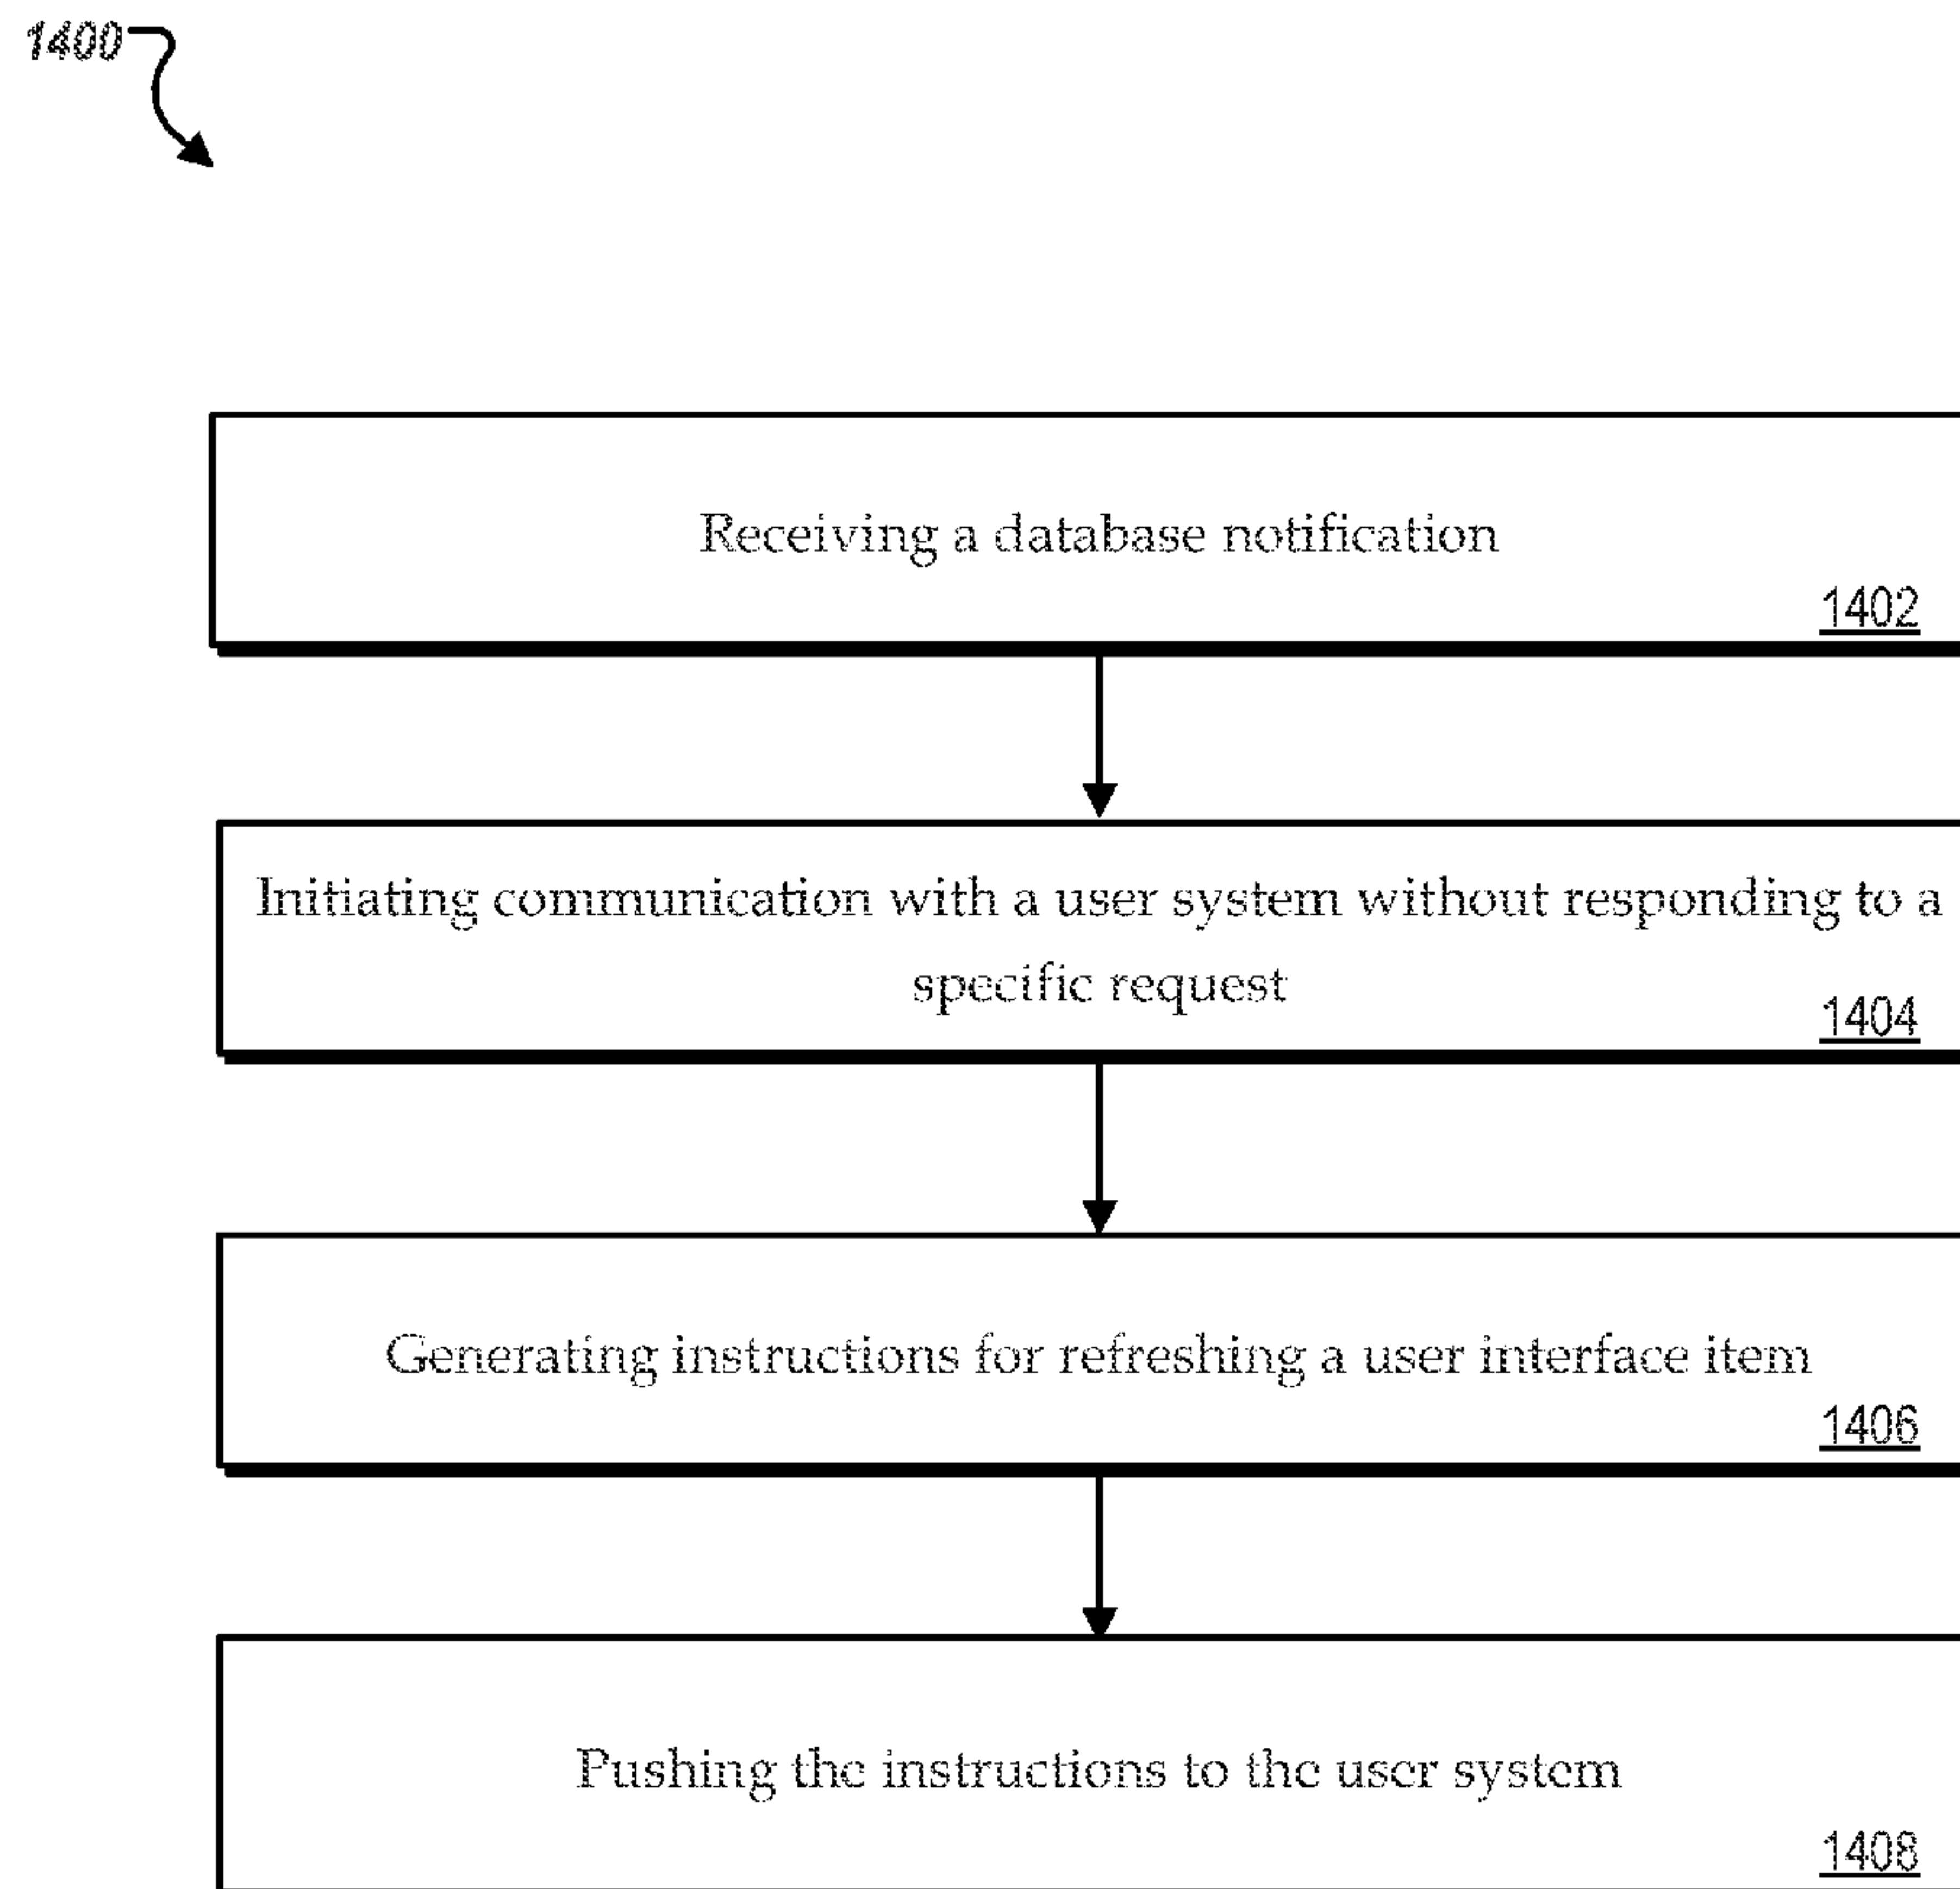 1400
Receiving a database notification
1402
Initiating communication with a user system without responding to a
specific request
1404
Generating instructions for refreshing a user interface item
1406
Pushing the instructions to the user system
1408